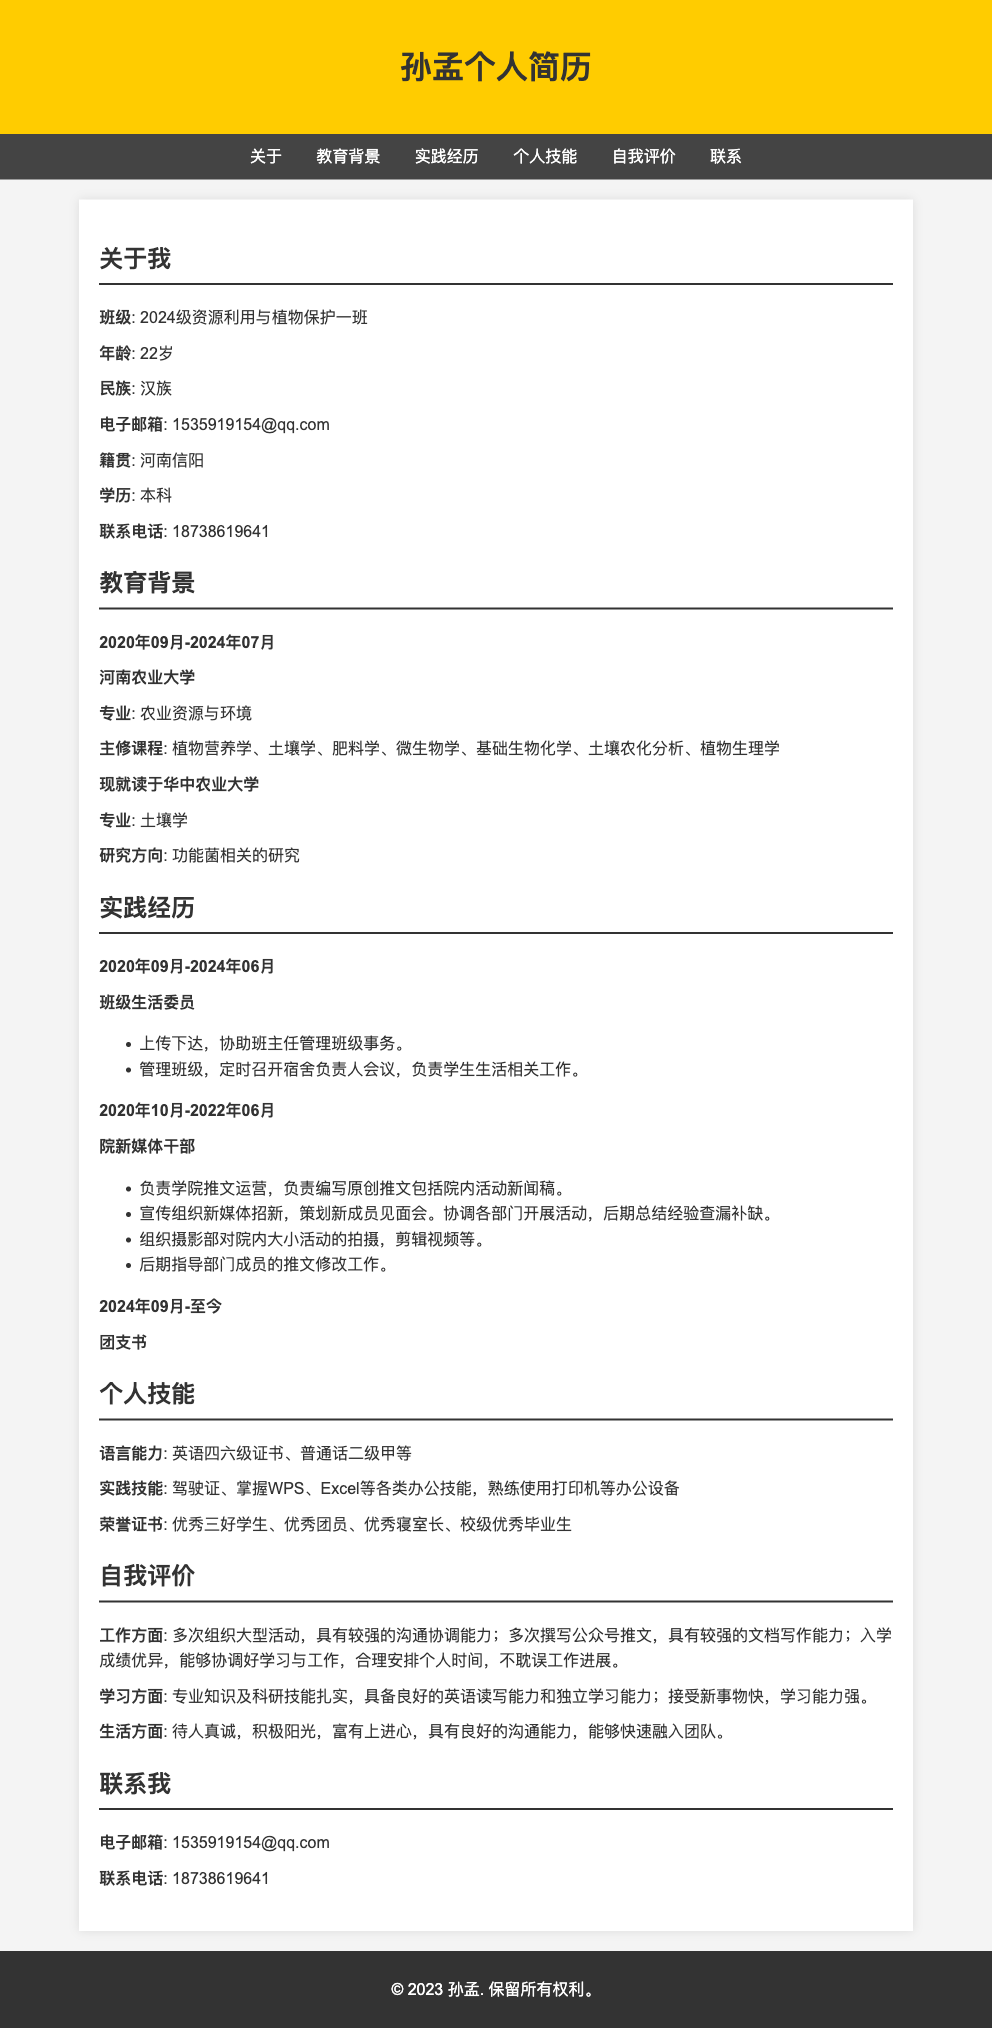 孙孟个人简历
关于 教育背景 实践经历 个人技能 自我评价 联系
关于我
班级: 2024级资源利用与植物保护一班
年龄: 22岁
民族: 汉族
电子邮箱: 1535919154@qq.com
籍贯: 河南信阳
学历: 本科
联系电话: 18738619641
教育背景
2020年09月-2024年07月
河南农业大学
专业: 农业资源与环境
主修课程: 植物营养学、土壤学、肥料学、微生物学、基础生物化学、土壤农化分析、植物生理学
现就读于华中农业大学
专业: 土壤学
研究方向: 功能菌相关的研究
实践经历
2020年09月-2024年06月
班级生活委员
• 上传下达，协助班主任管理班级事务。
• 管理班级，定时召开宿舍负责人会议，负责学生生活相关工作。
2020年10月-2022年06月
院新媒体干部
• 负责学院推文运营，负责编写原创推文包括院内活动新闻稿。
• 宣传组织新媒体招新，策划新成员见面会。协调各部门开展活动，后期总结经验查漏补缺。
• 组织摄影部对院内大小活动的拍摄，剪辑视频等。
• 后期指导部门成员的推文修改工作。
2024年09月-至今
团支书
个人技能
语言能力: 英语四六级证书、普通话二级甲等
实践技能: 驾驶证、掌握WPS、Excel等各类办公技能，熟练使用打印机等办公设备
荣誉证书: 优秀三好学生、优秀团员、优秀寝室长、校级优秀毕业生
自我评价
工作方面: 多次组织大型活动，具有较强的沟通协调能力；多次撰写公众号推文，具有较强的文档写作能力；入学
成绩优异，能够协调好学习与工作，合理安排个人时间，不耽误工作进展。
学习方面: 专业知识及科研技能扎实，具备良好的英语读写能力和独立学习能力；接受新事物快，学习能力强。
生活方面: 待人真诚，积极阳光，富有上进心，具有良好的沟通能力，能够快速融入团队。
联系我
电子邮箱: 1535919154@qq.com
联系电话: 18738619641
© 2023 孙孟. 保留所有权利。